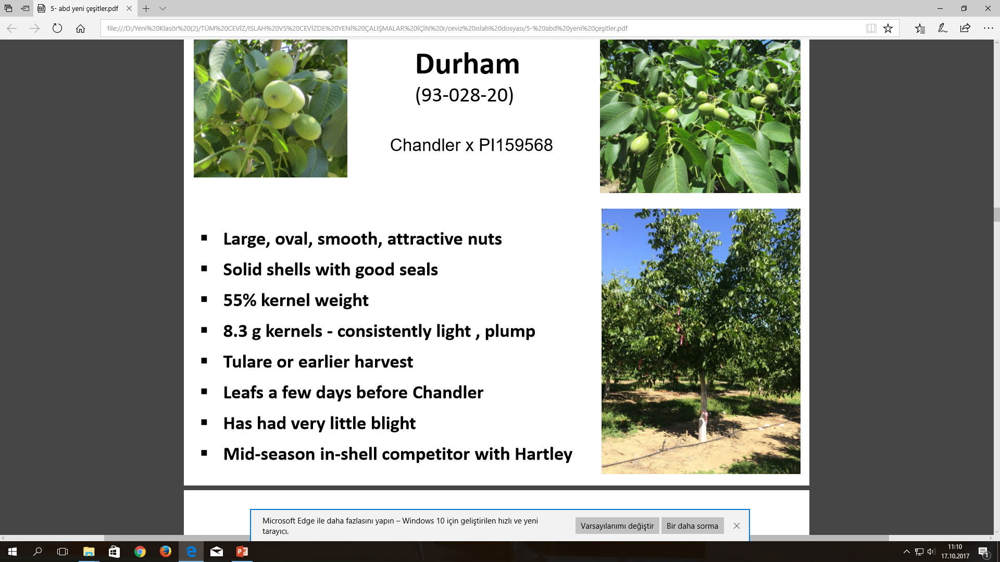 5- abd yeni çeşitler.pdf
file:///D:/Yeni%20Klasör%20(2)/TÜM%20CEVİZ/ISLAH%20VS%20CEVİZDE%20YENİ%20ÇALIŞMALAR%20İÇİN%20r/ceviz%20ıslah%20dosyası/5-%20abd%20yeni%20çeşitler.pdf
Durham
(93-028-20)
Chandler x PI159568
▪ Large, oval, smooth, attractive nuts
▪ Solid shells with good seals
▪ 55% kernel weight
▪ 8.3 g kernels - consistently light , plump
▪ Tulare or earlier harvest
▪ Leafs a few days before Chandler
▪ Has had very little blight
▪ Mid-season in-shell competitor with Hartley
Microsoft Edge ile daha fazlasını yapın – Windows 10 için geliştirilen hızlı ve yeni
tarayıcı.
Varsayılanımı değiştir
Bir daha sorma
11:10
17.10.2017
1